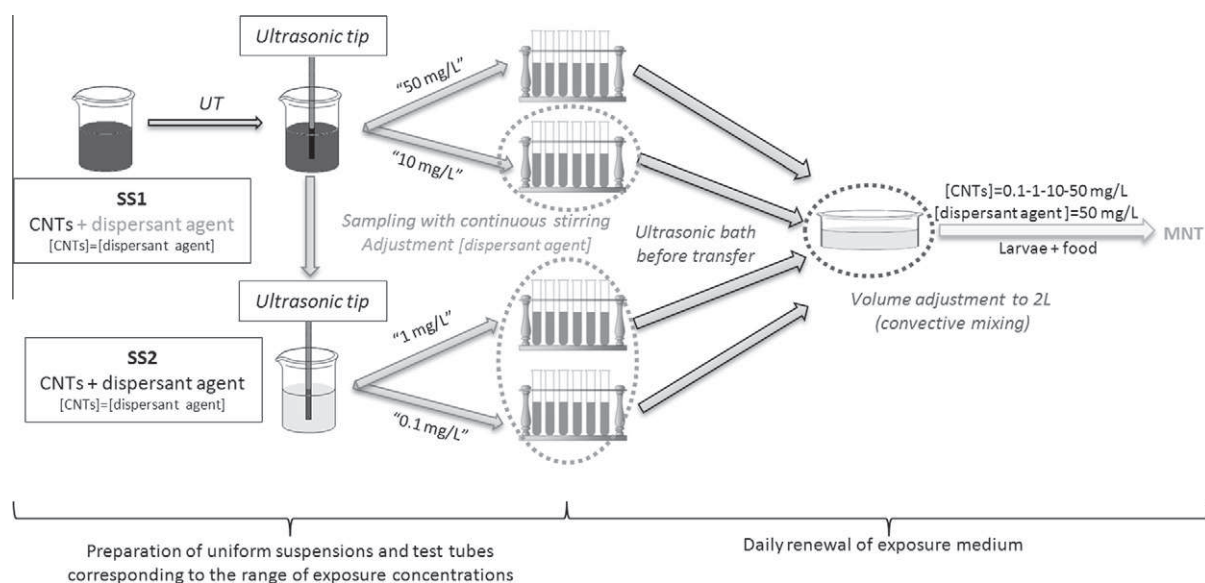 Ultrasonic tip
UT
"50 mg/L"
"10 mg/L"
SS1
CNTs + dispersant agent
[CNTs]=[dispersant agent]
Sampling with continuous stirring
Adjustment [dispersant agent]
Ultrasonic bath
before transfer
[CNTs]=0.1-1-10-50 mg/L
[dispersant agent]=50 mg/L
Larvae + food
MNT
Ultrasonic tip
Volume adjustment to 2L
(convective mixing)
SS2
CNTs + dispersant agent
[CNTs]=[dispersant agent]
"1 mg/L"
"0.1 mg/L"
Preparation of uniform suspensions and test tubes
corresponding to the range of exposure concentrations
Daily renewal of exposure medium